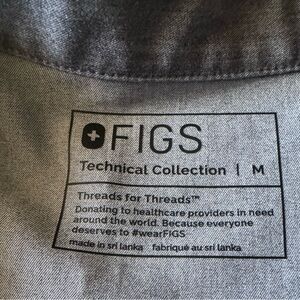 FIGS
Technical Collection | M
Threads for Threads™
Donating to healthcare providers in need
around the world. Because everyone
deserves to #wearFIGS
made in sri lanka fabriqué au sri lanka